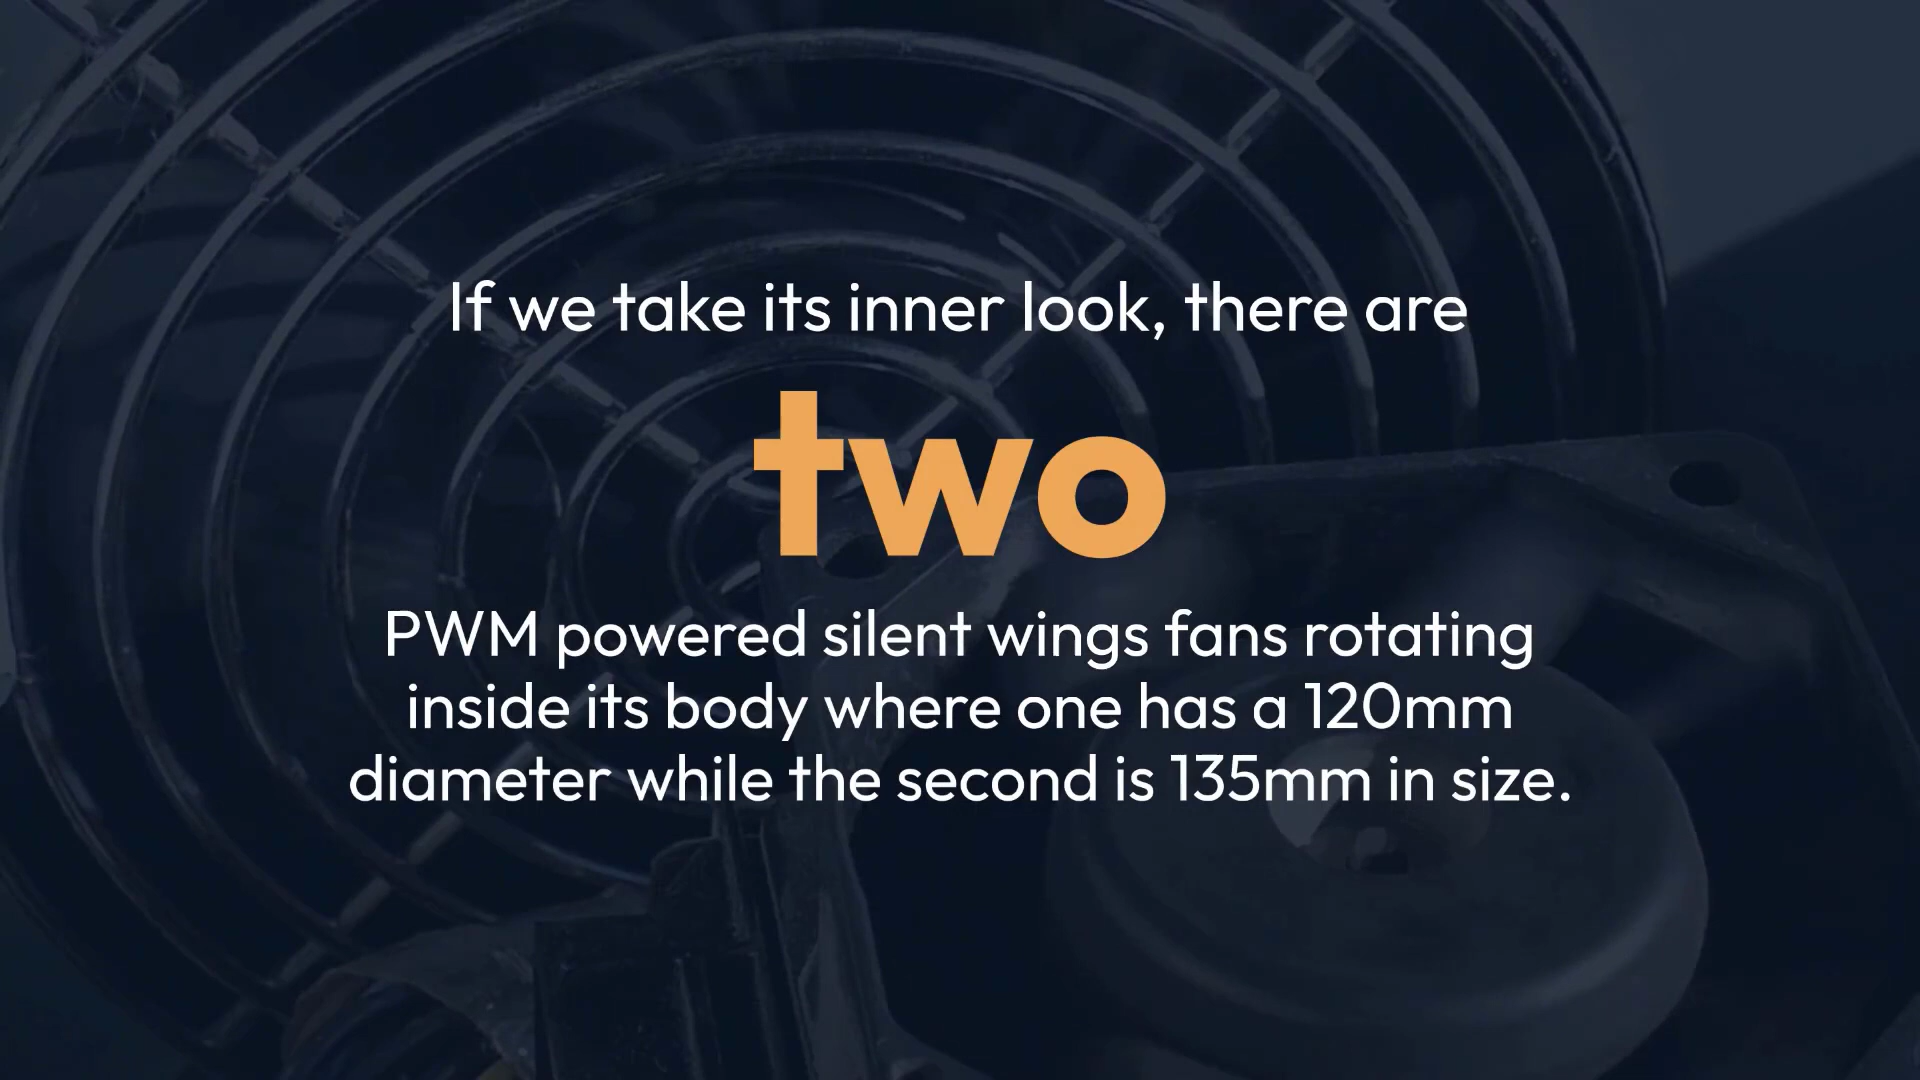 If we take its inner look, there are
two
PWM powered silent wings fans rotating
inside its body where one has a 120mm
diameter while the second is 135mm in size.